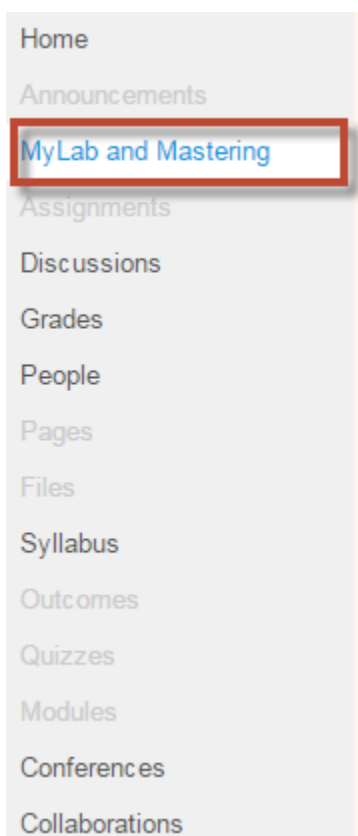 Home
Announcements
MyLab and Mastering
Assignments
Discussions
Grades
People
Pages
Files
Syllabus
Outcomes
Quizzes
Modules
Conferences
Collaborations